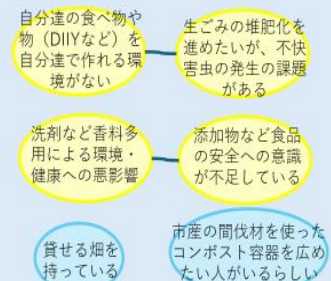 自分達の食べ物や
物（DIIYなど）を
自分達で作れる環
境がない
生ごみの堆肥化を
進めたいが、不快
害虫の発生の課題
がある
洗剤など香料多
用による環境・
健康への悪影響
添加物など食品
の安全への意識
が不足している
貸せる畑を
持っている
市産の間伐材を使った
コンポスト容器を広め
たい人がいるらしい